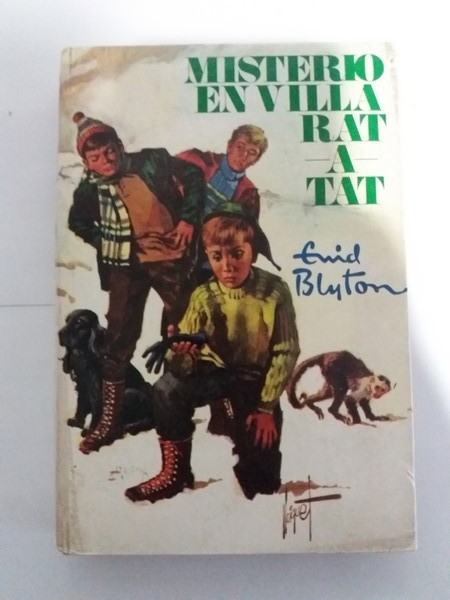 MISTERIO
EN VILLA
RAT
-A-
TAT
Enid
Blyton